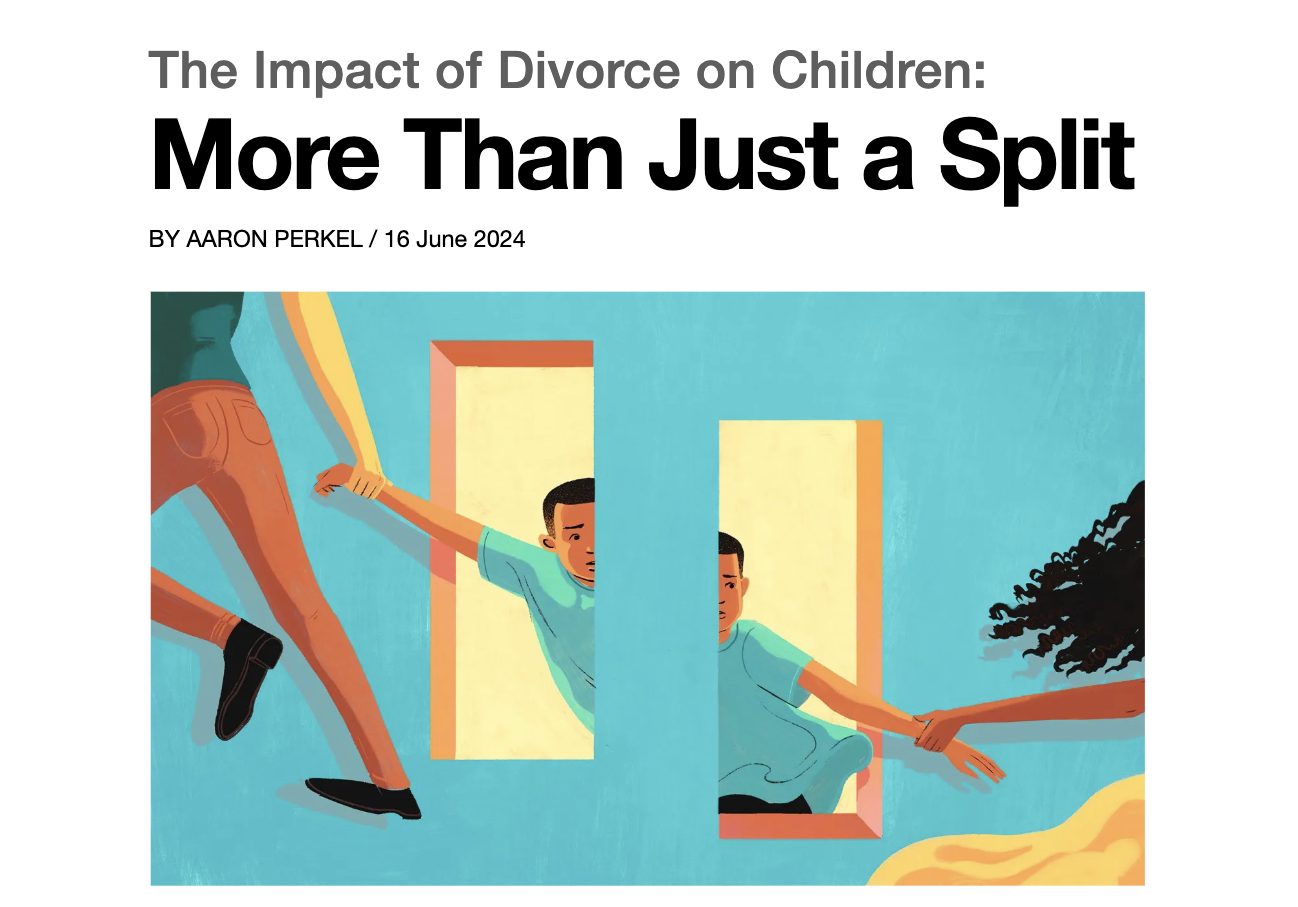 The Impact of Divorce on Children:
More Than Just a Split
BY AARON PERKEL / 16 June 2024